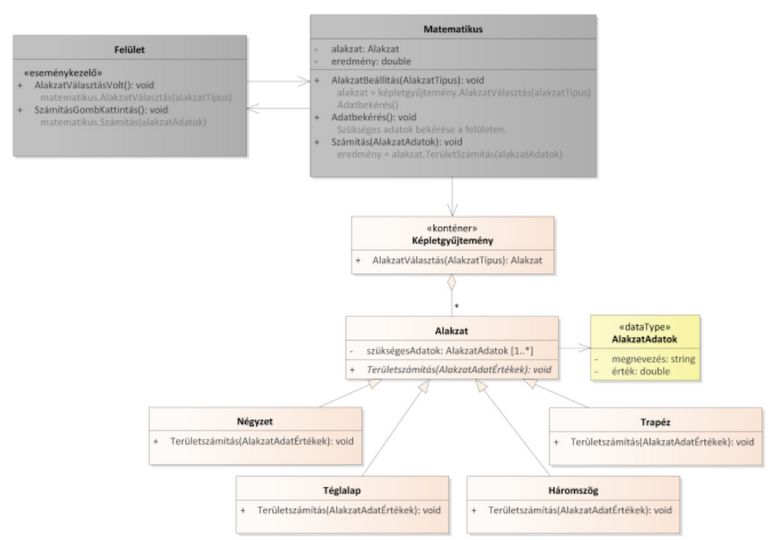 Felület
«eseménykezelő»
+ AlakzatVálasztásVolt(): void
matematikus.AlakzatVálasztás(alakzatTípus)
+ SzámításGombKattintás(): void
matematikus.Számítás(alakzatAdatok)
Matematikus
- alakzat: Alakzat
- eredmény: double
+ AlakzatBeállítás(AlakzatTípus): void
alakzat = képletgyűjtemény.AlakzatVálasztás(alakzatTípus)
Adatbekérés()
+ Adatbekérés(): void
Szükséges adatok bekérése a felületen.
+ Számítás(AlakzatAdatok): void
eredmény = alakzat.TerületSzámítás(alakzatAdatok)
«konténer»
Képletgyűjtemény
+ AlakzatVálasztás(AlakzatTípus): Alakzat
*
Alakzat
- szükségesAdatok: AlakzatAdatok [1..*]
+ Területszámítás(AlakzatAdatÉrtékek): void
«dataType»
AlakzatAdatok
- megnevezés: string
- érték: double
Négyzet
+ Területszámítás(AlakzatAdatÉrtékek): void
Trapéz
+ Területszámítás(AlakzatAdatÉrtékek): void
Téglalap
+ Területszámítás(AlakzatAdatÉrtékek): void
Háromszög
+ Területszámítás(AlakzatAdatÉrtékek): void